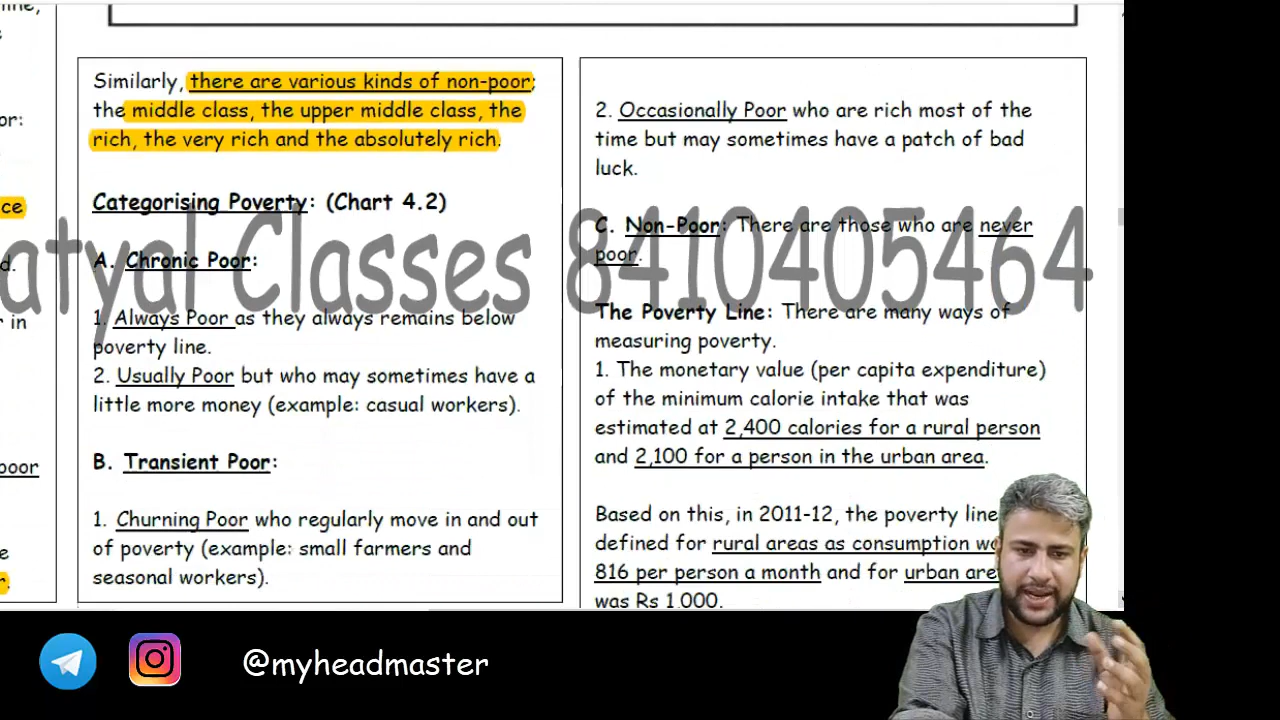 Similarly, there are various kinds of non-poor;
the middle class, the upper middle class, the
rich, the very rich and the absolutely rich.
Categorising Poverty: (Chart 4.2)
A. Chronic Poor:
1. Always Poor as they always remains below
poverty line.
2. Usually Poor but who may sometimes have a
little more money (example: casual workers).
B. Transient Poor:
1. Churning Poor who regularly move in and out
of poverty (example: small farmers and
seasonal workers).
2. Occasionally Poor who are rich most of the
time but may sometimes have a patch of bad
luck.
C. Non-Poor: There are those who are never
poor.
The Poverty Line: There are many ways of
measuring poverty.
1. The monetary value (per capita expenditure)
of the minimum calorie intake that was
estimated at 2,400 calories for a rural person
and 2,100 for a person in the urban area.
Based on this, in 2011-12, the poverty line
defined for rural areas as consumption
816 per person a month and for urban
was Rs 1,000.
ce
d.
r in
or:
poor
e
r.
atyal Classes 8410405464
@myheadmaster